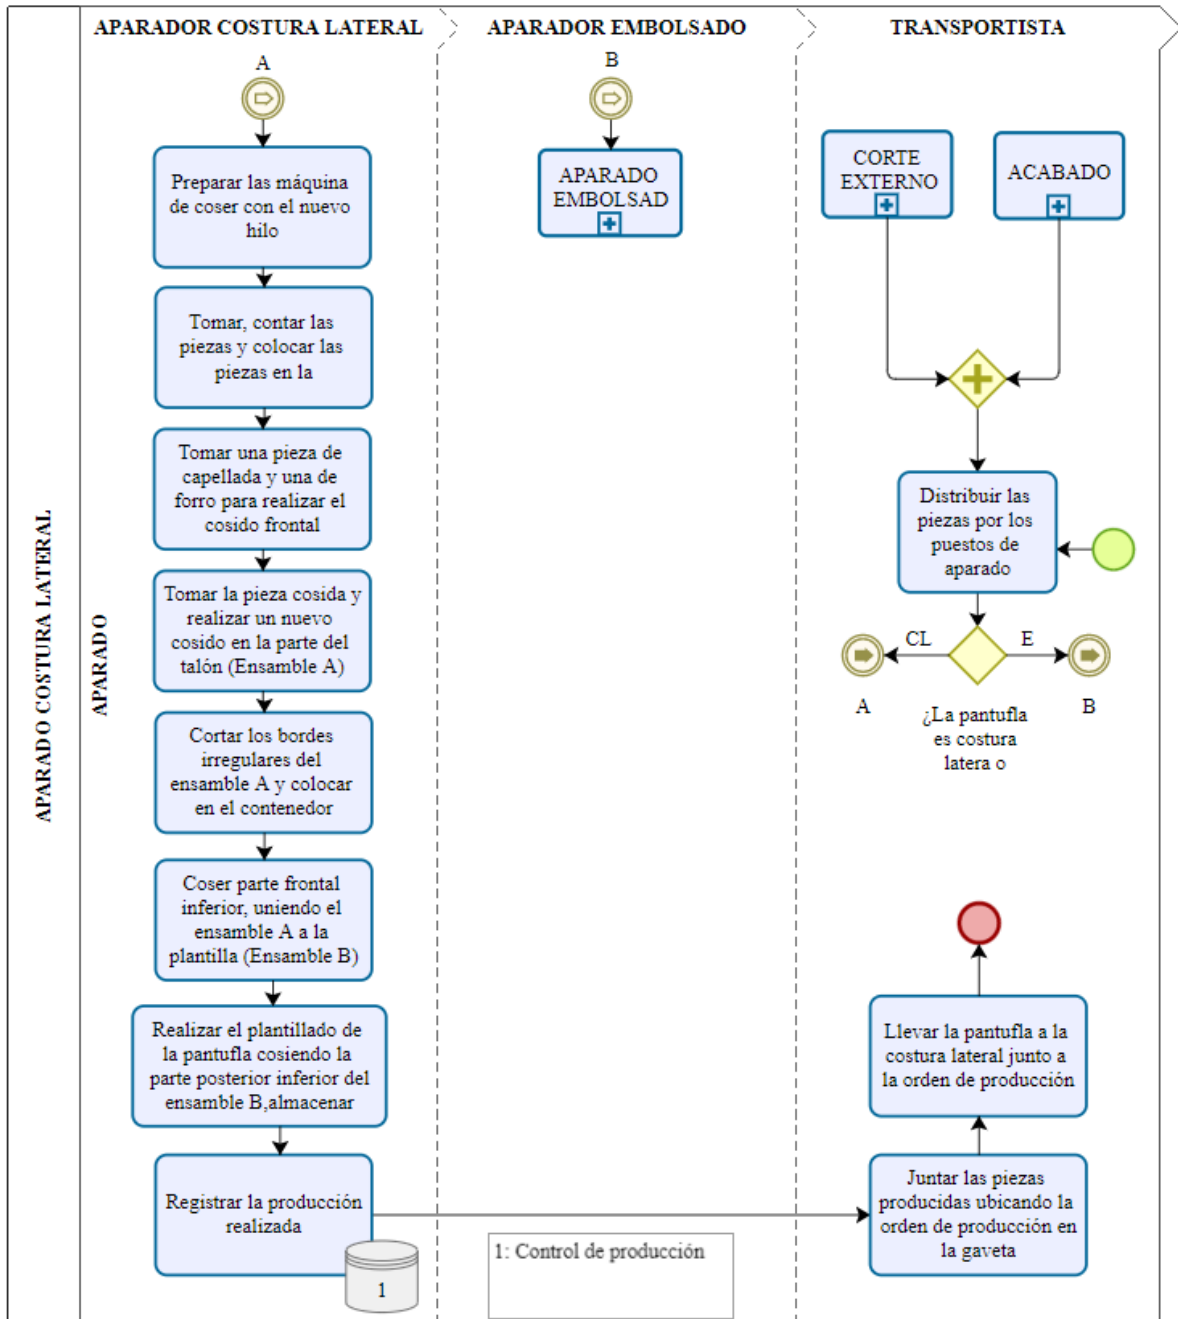 APARADO COSTURA LATERAL
APARADO
APARADOR COSTURA LATERAL
A
Preparar las máquina
de coser con el nuevo
hilo
Tomar, contar las
piezas y colocar las
piezas en la
Tomar una pieza de
capellada y una de
forro para realizar el
cosido frontal
Tomar la pieza cosida y
realizar un nuevo
cosido en la parte del
talón (Ensamble A)
Cortar los bordes
irregulares del
ensamble A y colocar
en el contenedor
Coser parte frontal
inferior, uniendo el
ensamble A a la
plantilla (Ensamble B)
Realizar el plantillado de
la pantufla cosiendo la
parte posterior inferior del
ensamble B,almacenar
Registrar la producción
realizada
1
APARADOR EMBOLSADO
B
APARADO
EMBOLSAD
1: Control de producción
TRANSPORTISTA
CORTE
EXTERNO
ACABADO
Distribuir las
piezas por los
puestos de
aparado
CL
E
A
B
¿La pantufla
es costura
latera o
Llevar la pantufla a la
costura lateral junto a
la orden de producción
Juntar las piezas
producidas ubicando la
orden de producción en
la gaveta